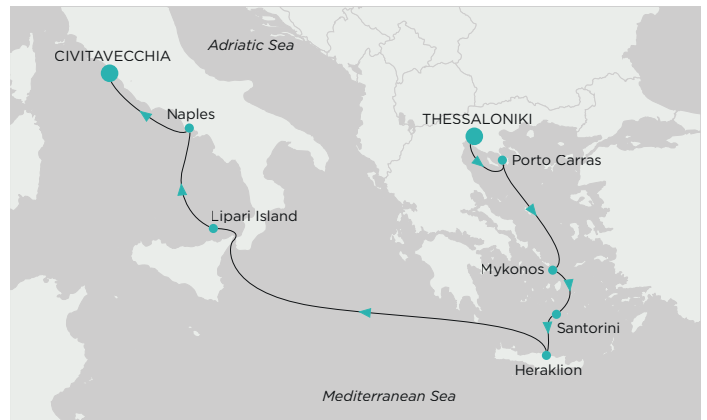 Adriatic Sea
CIVITAVECCHIA
Naples
THESSALONIKI
Porto Carras
Lipari Island
Mykonos
Santorini
Heraklion
Mediterranean Sea